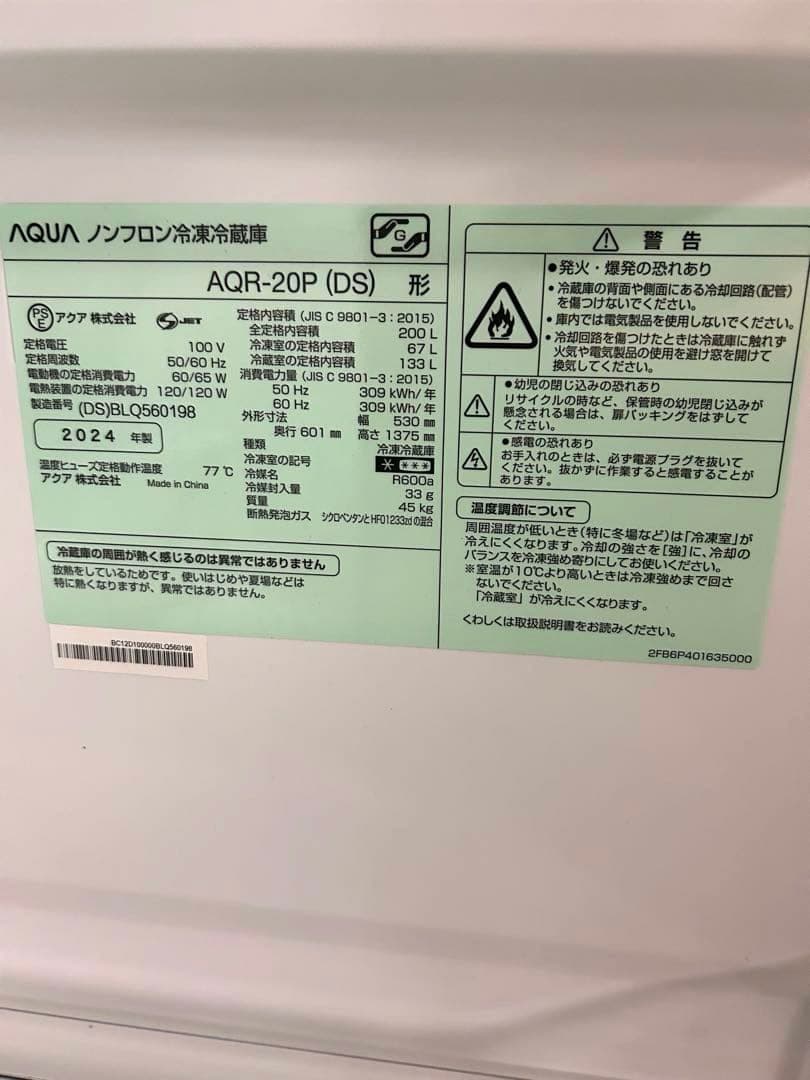 AQUA ノンフロン冷凍冷蔵庫
G
AQR-20P (DS) 形
PSE アクア 株式会社 S JET
定格電圧 100 V
定格周波数 50/60 Hz
電動機の定格消費電力 60/65 W
電熱装置の定格消費電力 120/120 W
製造番号 (DS)BLQ560198
2024 年製
温度ヒューズ定格動作温度 77 ℃
アクア 株式会社 Made in China
定格内容積 (JIS C 9801-3 : 2015)
全定格内容積 200 L
冷凍室の定格内容積 67 L
冷蔵室の定格内容積 133 L
消費電力量 (JIS C 9801-3 : 2015)
50 Hz 309 kWh/年
60 Hz 309 kWh/年
外形寸法 幅 530 ㎜
奥行 601 ㎜ 高さ 1375 ㎜
種類 冷凍冷蔵庫
冷凍室の記号 * ***
冷媒名 R600a
冷媒封入量 33 g
質量 45 kg
断熱発泡ガス シクロペンタンとHFO1233zdの混合
冷蔵庫の周囲が熱く感じるのは異常ではありません
放熱をしているためです。使いはじめや夏場などは
特に熱くなりますが、異常ではありません。
BC12D100000BLQ560198
警告
●発火・爆発の恐れあり
・冷蔵庫の背面や側面にある冷却回路(配管)
を傷つけないでください。
・庫内では電気製品を使用しないでください。
・冷却回路を傷つけたときは冷蔵庫に触れず
火気や電気製品の使用を避け窓を開けて
換気してください。
●幼児の閉じ込みの恐れあり
リサイクルの時など、保管時の幼児閉じ込みが
懸念される場合は、扉パッキングをはずして
ください。
●感電の恐れあり
お手入れのときは、必ず電源プラグを抜いて
ください。抜かずに作業すると感電することが
あります。
温度調節について
周囲温度が低いとき(特に冬場など)は「冷凍室」が
冷えにくくなります。冷却の強さを[強]に、冷却の
バランスを冷凍強め寄りにしてお使いください。
※室温が10℃より高いときは冷凍強めまで回さ
ないでください。
「冷蔵室」が冷えにくくなります。
くわしくは取扱説明書をお読みください。
2FB6P401635000